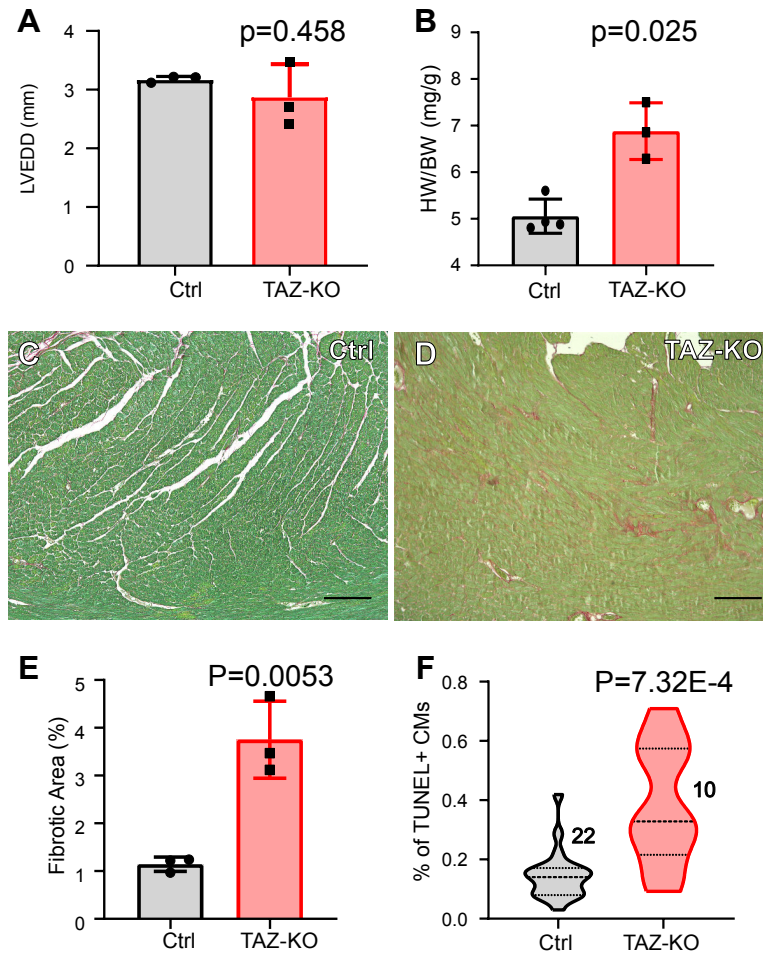 A
p=0.458
LVEDD (mm)
4
3
2
1
0
Ctrl
TAZ-KO
B
p=0.025
HW/BW (mg/g)
9
8
7
6
5
4
Ctrl
TAZ-KO
C
Ctrl
D
TAZ-KO
E
P=0.0053
Fibrotic Area (%)
5
4
3
2
1
0
Ctrl
TAZ-KO
F
P=7.32E-4
% of TUNEL+ CMs
0.8
0.6
0.4
0.2
0.0
22
10
Ctrl
TAZ-KO